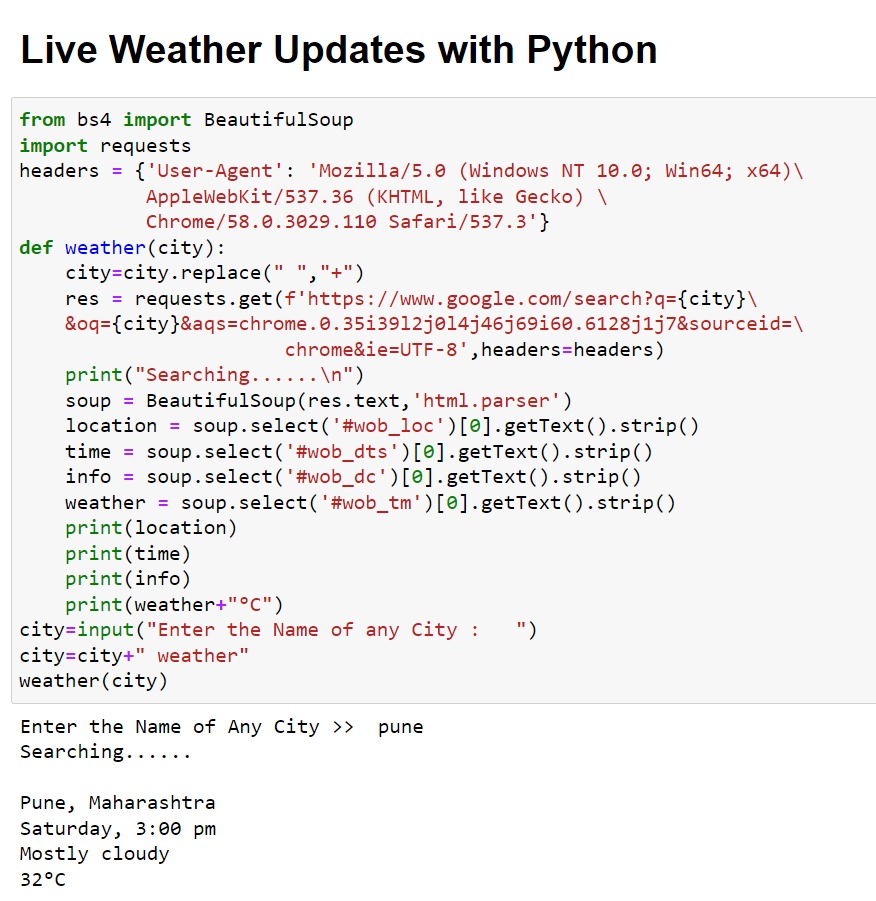 Live Weather Updates with Python
from bs4 import BeautifulSoup
import requests
headers = {'User-Agent': 'Mozilla/5.0 (Windows NT 10.0; Win64; x64)\
           AppleWebKit/537.36 (KHTML, like Gecko) \
           Chrome/58.0.3029.110 Safari/537.3'}
def weather(city):
    city=city.replace(" ","+")
    res = requests.get(f'https://www.google.com/search?q={city}\
    &oq={city}&aqs=chrome.0.35i39l2j0l4j46j69i60.6128j1j7&sourceid=\
                       chrome&ie=UTF-8',headers=headers)
    print("Searching......\n")
    soup = BeautifulSoup(res.text,'html.parser')
    location = soup.select('#wob_loc')[0].getText().strip()
    time = soup.select('#wob_dts')[0].getText().strip()
    info = soup.select('#wob_dc')[0].getText().strip()
    weather = soup.select('#wob_tm')[0].getText().strip()
    print(location)
    print(time)
    print(info)
    print(weather+"°C")
city=input("Enter the Name of any City :   ")
city=city+" weather"
weather(city)
Enter the Name of Any City >>  pune
Searching......

Pune, Maharashtra
Saturday, 3:00 pm
Mostly cloudy
32°C